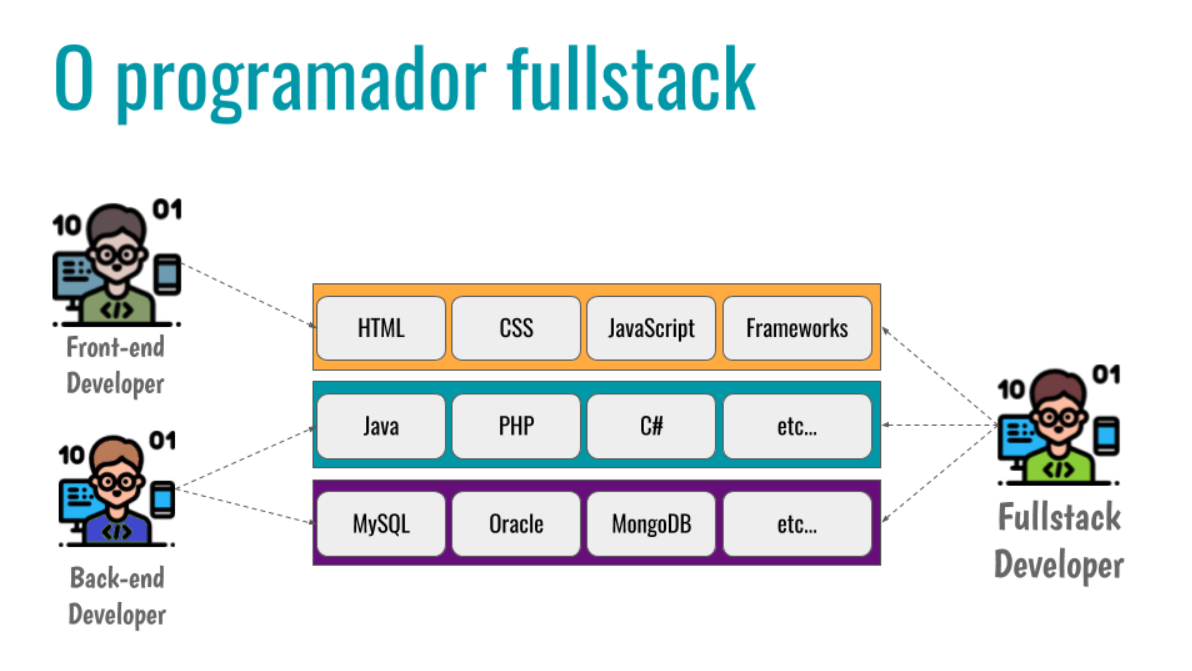 O programador fullstack
10 01
Front-end
Developer
10 01
Back-end
Developer
HTML CSS JavaScript Frameworks
Java PHP C# etc...
MySQL Oracle MongoDB etc...
10 01
Fullstack
Developer